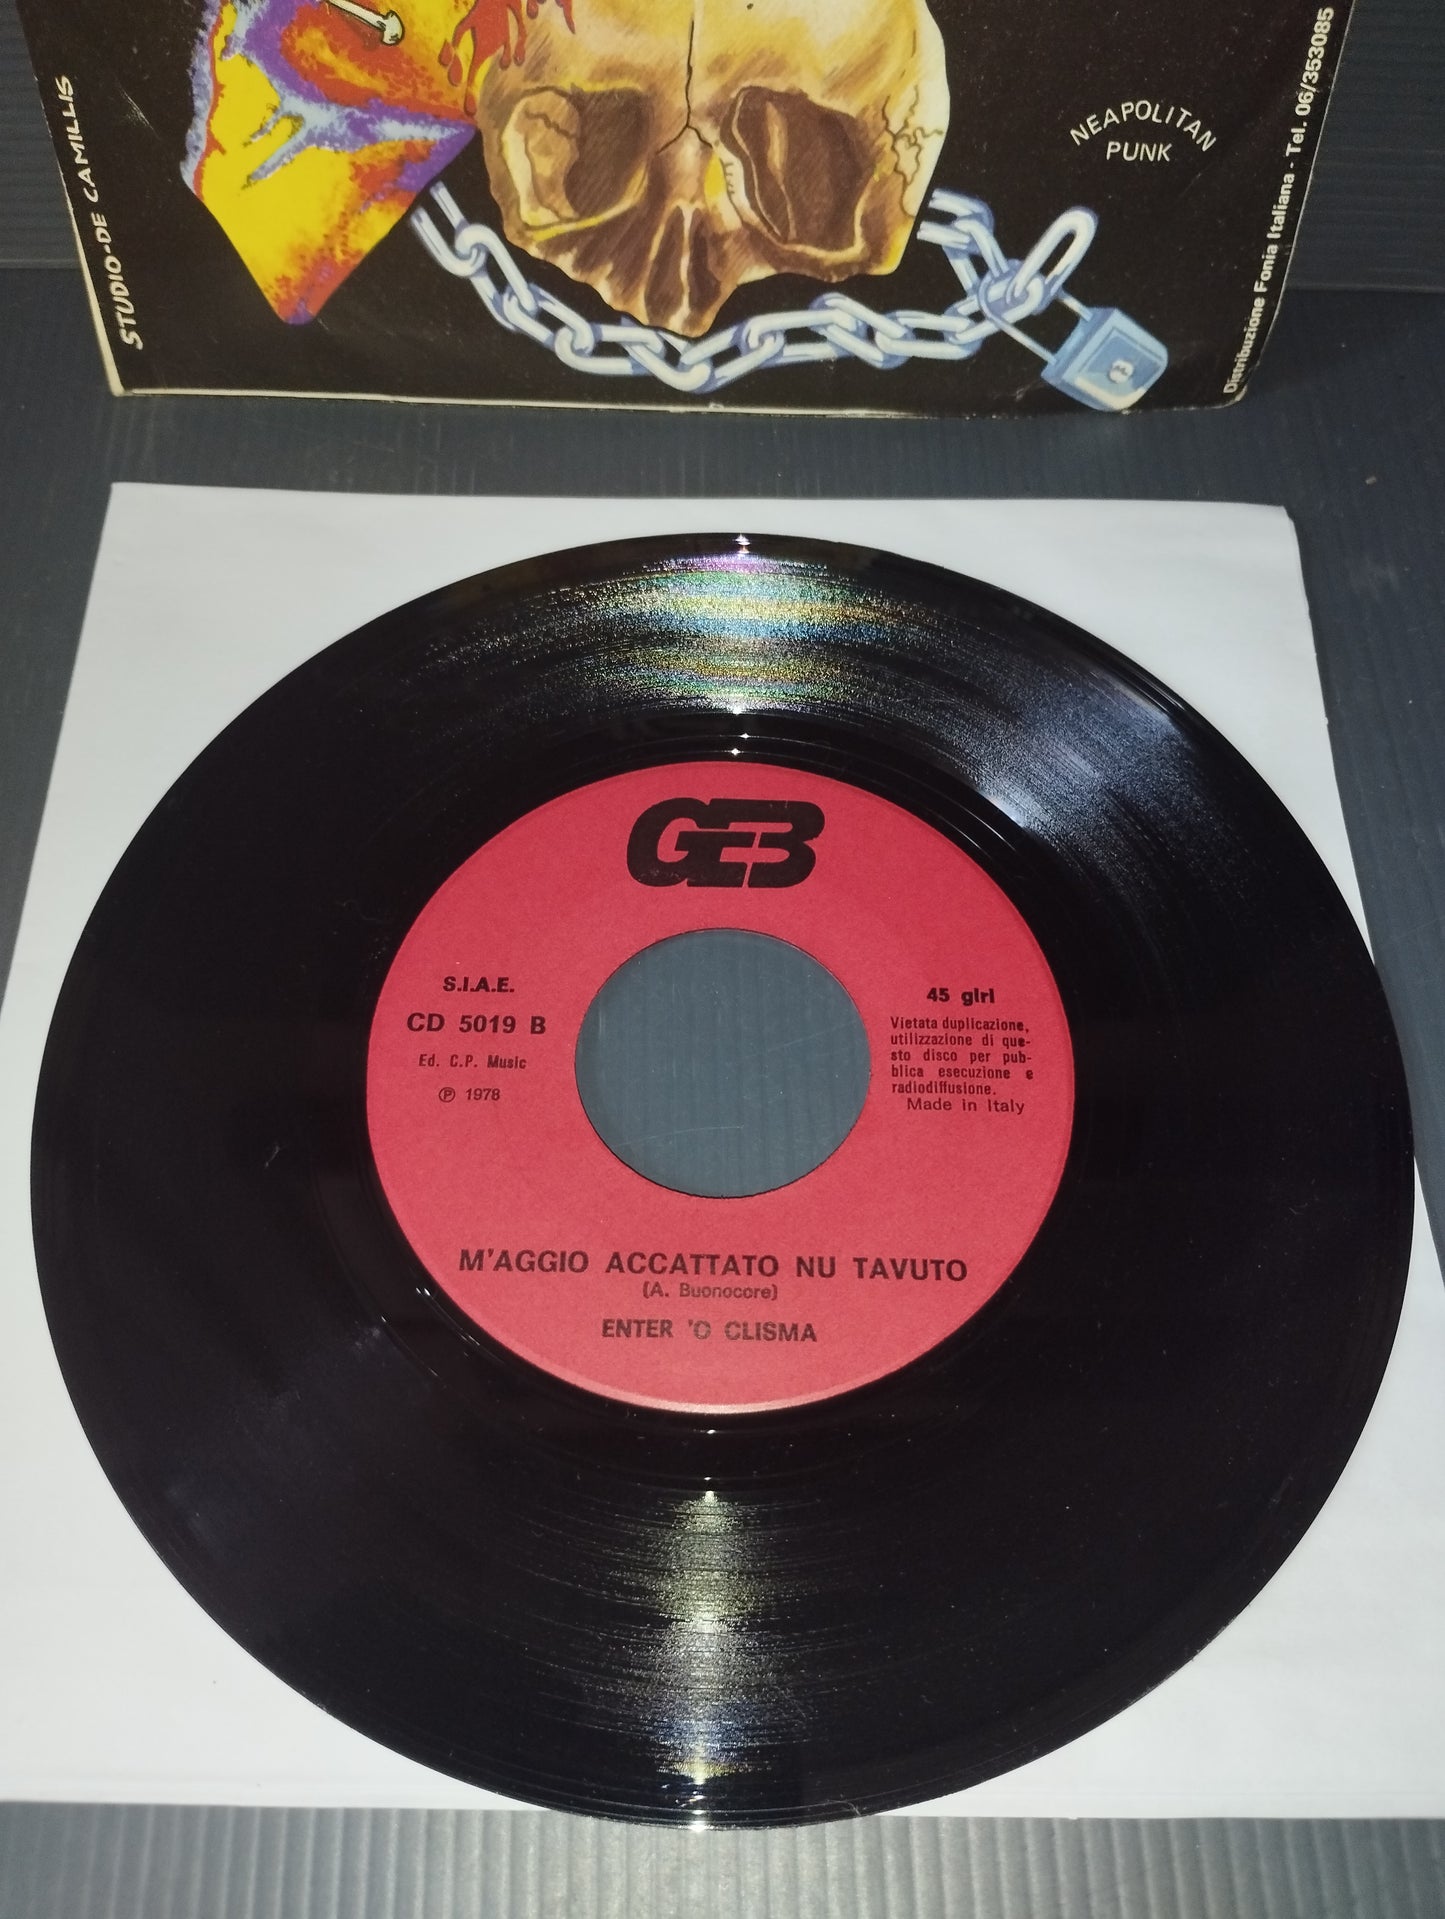 STUDIO-DE CAMILLIS
NEAPOLITAN
PUNK
Distribuzione Fonia Italiana - Tel. 06/353085
GEB
S.I.A.E.
CD 5019 B
Ed. C.P. Music
℗ 1978
45 giri
Vietata duplicazione,
utilizzazione di que-
sto disco per pub-
blica esecuzione e
radiodiffusione.
Made in Italy
M'AGGIO ACCATTATO NU TAVUTO
(A. Buonocore)
ENTER 'O CLISMA